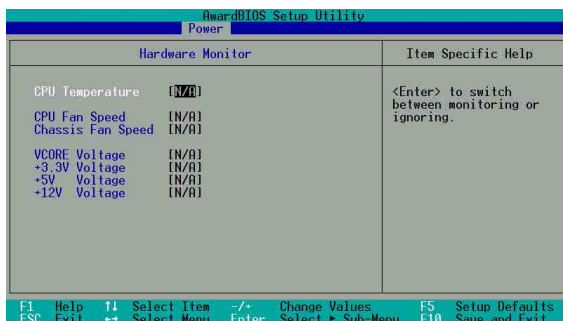 AwardBIOS Setup Utility
Power
Hardware Monitor
Item Specific Help
CPU Temperature [N/A]
CPU Fan Speed [N/A]
Chassis Fan Speed [N/A]
VCORE Voltage [N/A]
+3.3V Voltage [N/A]
+5V Voltage [N/A]
+12V Voltage [N/A]
<Enter> to switch
between monitoring or
ignoring.
F1 Help ↑↓ Select Item -/+ Change Values F5 Setup Defaults
ESC Exit ←→ Select Menu Enter Select ► Sub-Menu F10 Save and Exit